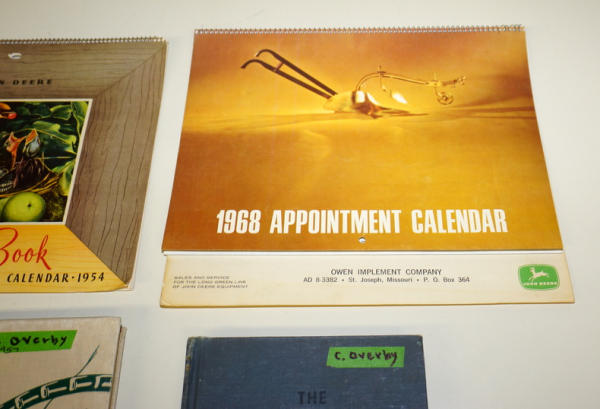 N DEERE
Book
CALENDAR · 1954
1968 APPOINTMENT CALENDAR
SALES AND SERVICE
FOR THE LONG GREEN LINE
OF JOHN DEERE EQUIPMENT
OWEN IMPLEMENT COMPANY
AD 8-3382 • St. Joseph, Missouri • P. O. Box 364
JOHN DEERE
C. Overby
1957
C. Overby
THE